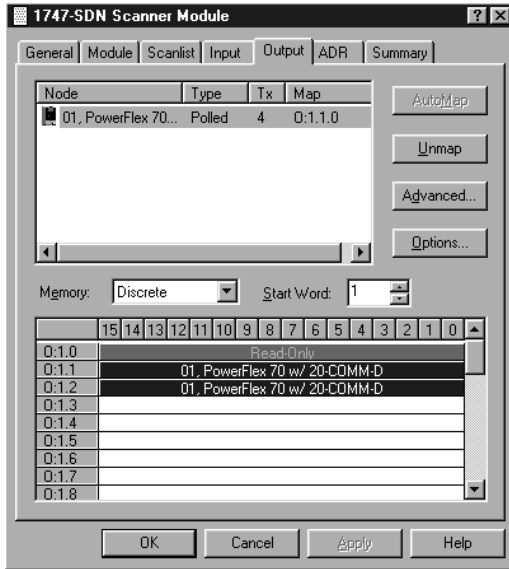 1747-SDN Scanner Module
General Module Scanlist Input Output ADR Summary
Node Type Tx Map
01, PowerFlex 70... Polled 4 0:1.1.0
AutoMap
Unmap
Advanced...
Options...
Memory: Discrete Start Word: 1
15 14 13 12 11 10 9 8 7 6 5 4 3 2 1 0
0:1.0 Read-Only
0:1.1 01, PowerFlex 70 w/ 20-COMM-D
0:1.2 01, PowerFlex 70 w/ 20-COMM-D
0:1.3
0:1.4
0:1.5
0:1.6
0:1.7
0:1.8
OK Cancel Apply Help